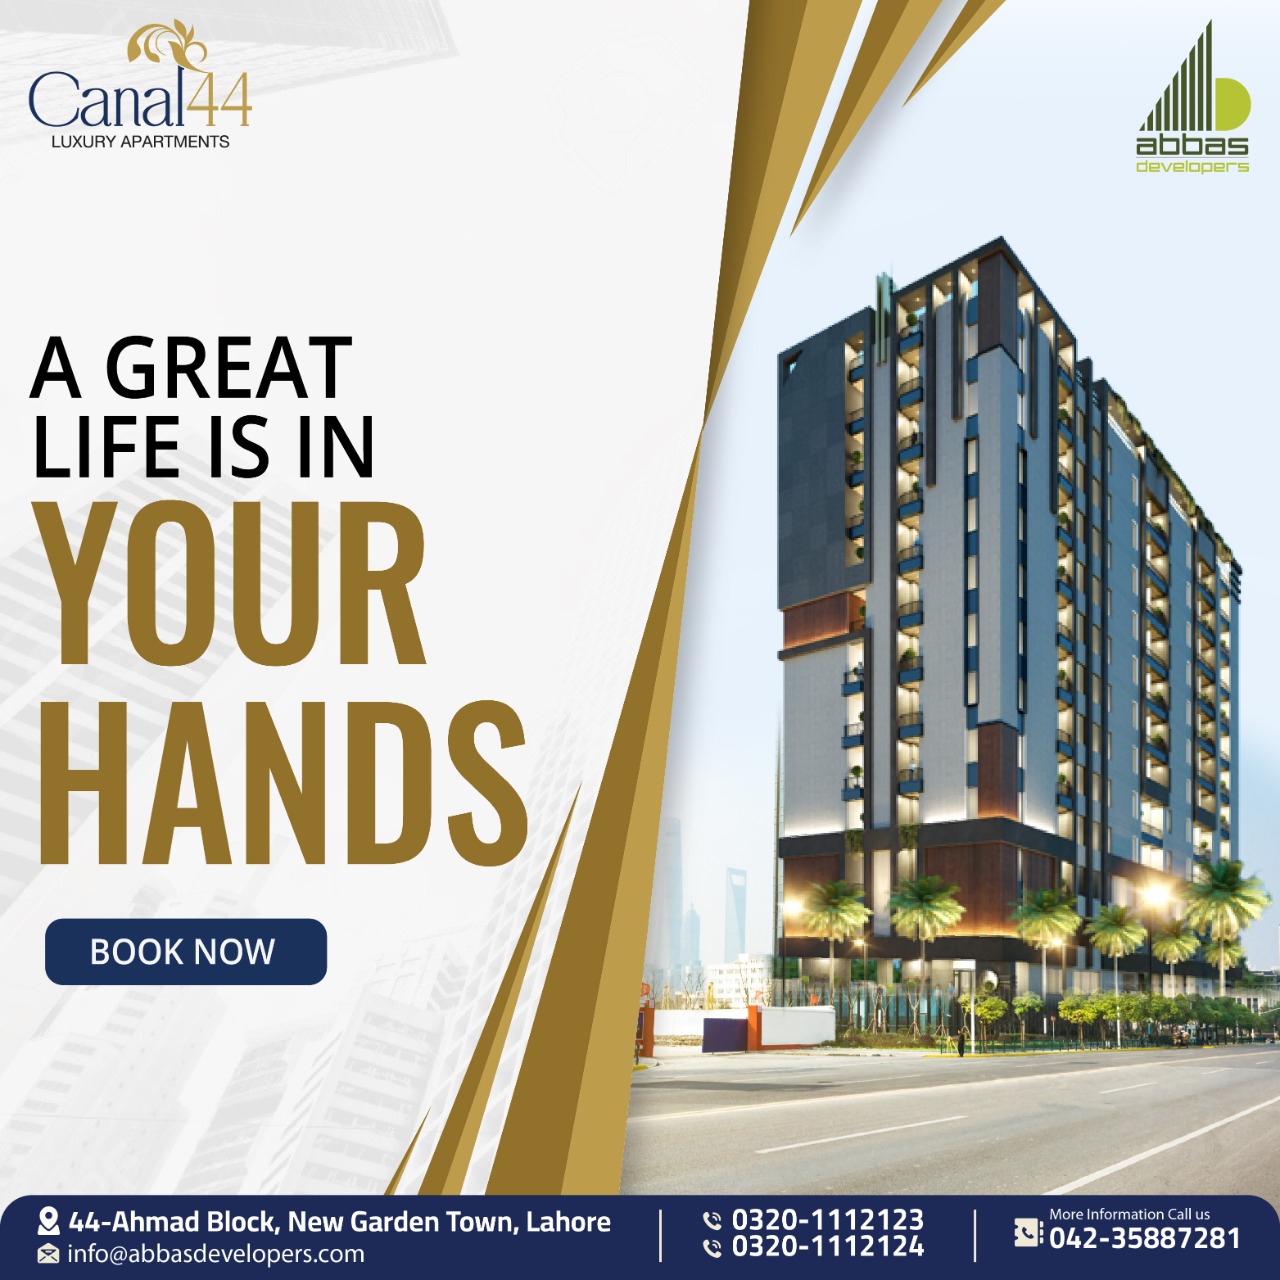 Canal44
LUXURY APARTMENTS
abbas
developers
A GREAT
LIFE IS IN
YOUR
HANDS
BOOK NOW
44-Ahmad Block, New Garden Town, Lahore
info@abbasdevelopers.com
0320-1112123
0320-1112124
More Information Call us
042-35887281